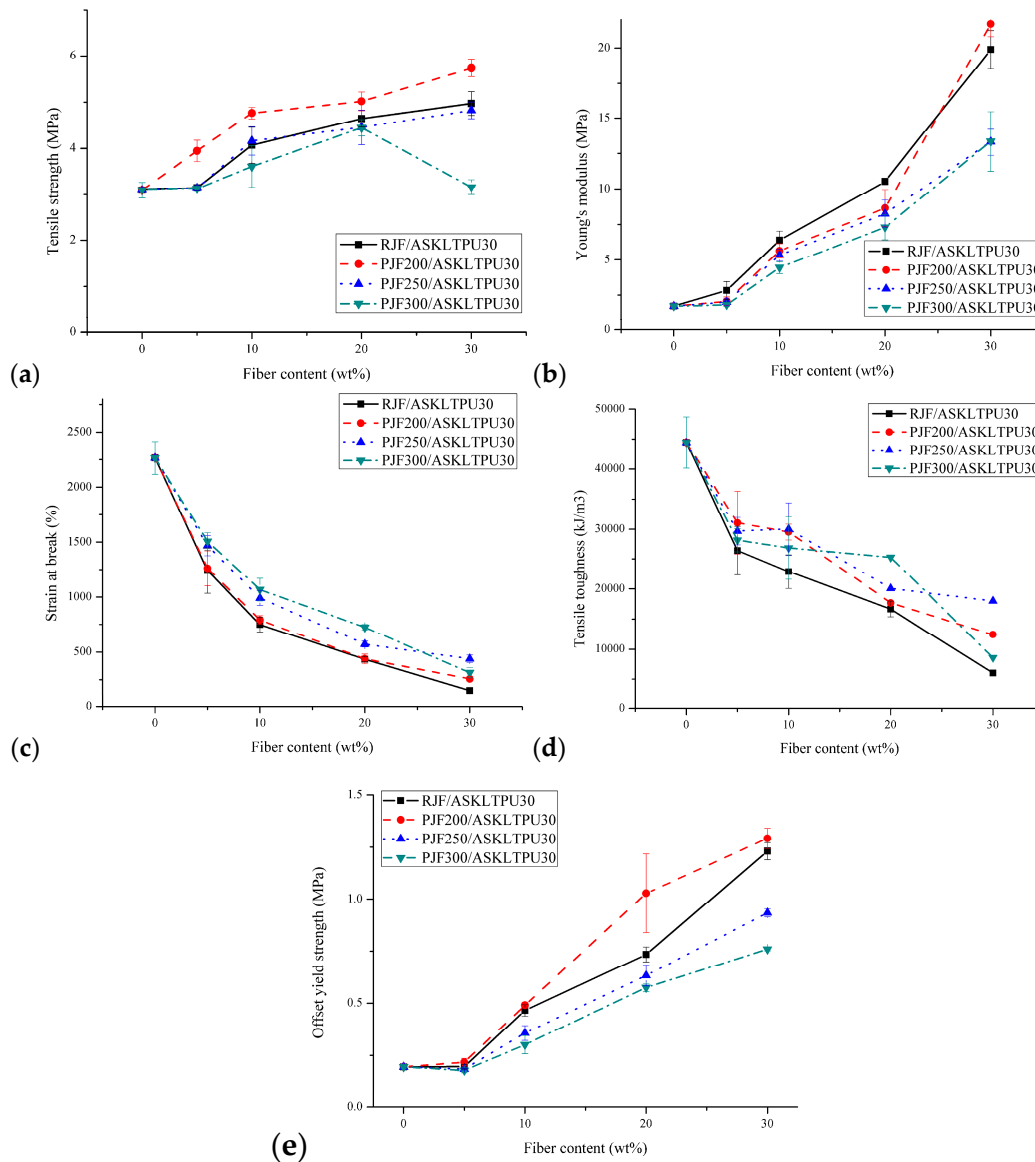 6
4
2
0
0
10
20
30
Tensile strength (MPa)
Fiber content (wt%)
RJF/ASKLTPU30
PJF200/ASKLTPU30
PJF250/ASKLTPU30
PJF300/ASKLTPU30
(a)
20
15
10
5
0
0
10
20
30
Young's modulus (MPa)
Fiber content (wt%)
RJF/ASKLTPU30
PJF200/ASKLTPU30
PJF250/ASKLTPU30
PJF300/ASKLTPU30
(b)
RJF/ASKLTPU30
PJF200/ASKLTPU30
PJF250/ASKLTPU30
PJF300/ASKLTPU30
2500
2000
1500
1000
500
0
0
10
20
30
Strain at break (%)
Fiber content (wt%)
(c)
RJF/ASKLTPU30
PJF200/ASKLTPU30
PJF250/ASKLTPU30
PJF300/ASKLTPU30
50000
40000
30000
20000
10000
0
0
10
20
30
Tensile toughness (kJ/m3)
Fiber content (wt%)
(d)
RJF/ASKLTPU30
PJF200/ASKLTPU30
PJF250/ASKLTPU30
PJF300/ASKLTPU30
1.5
1.0
0.5
0.0
0
10
20
30
Offset yield strength (MPa)
Fiber content (wt%)
(e)